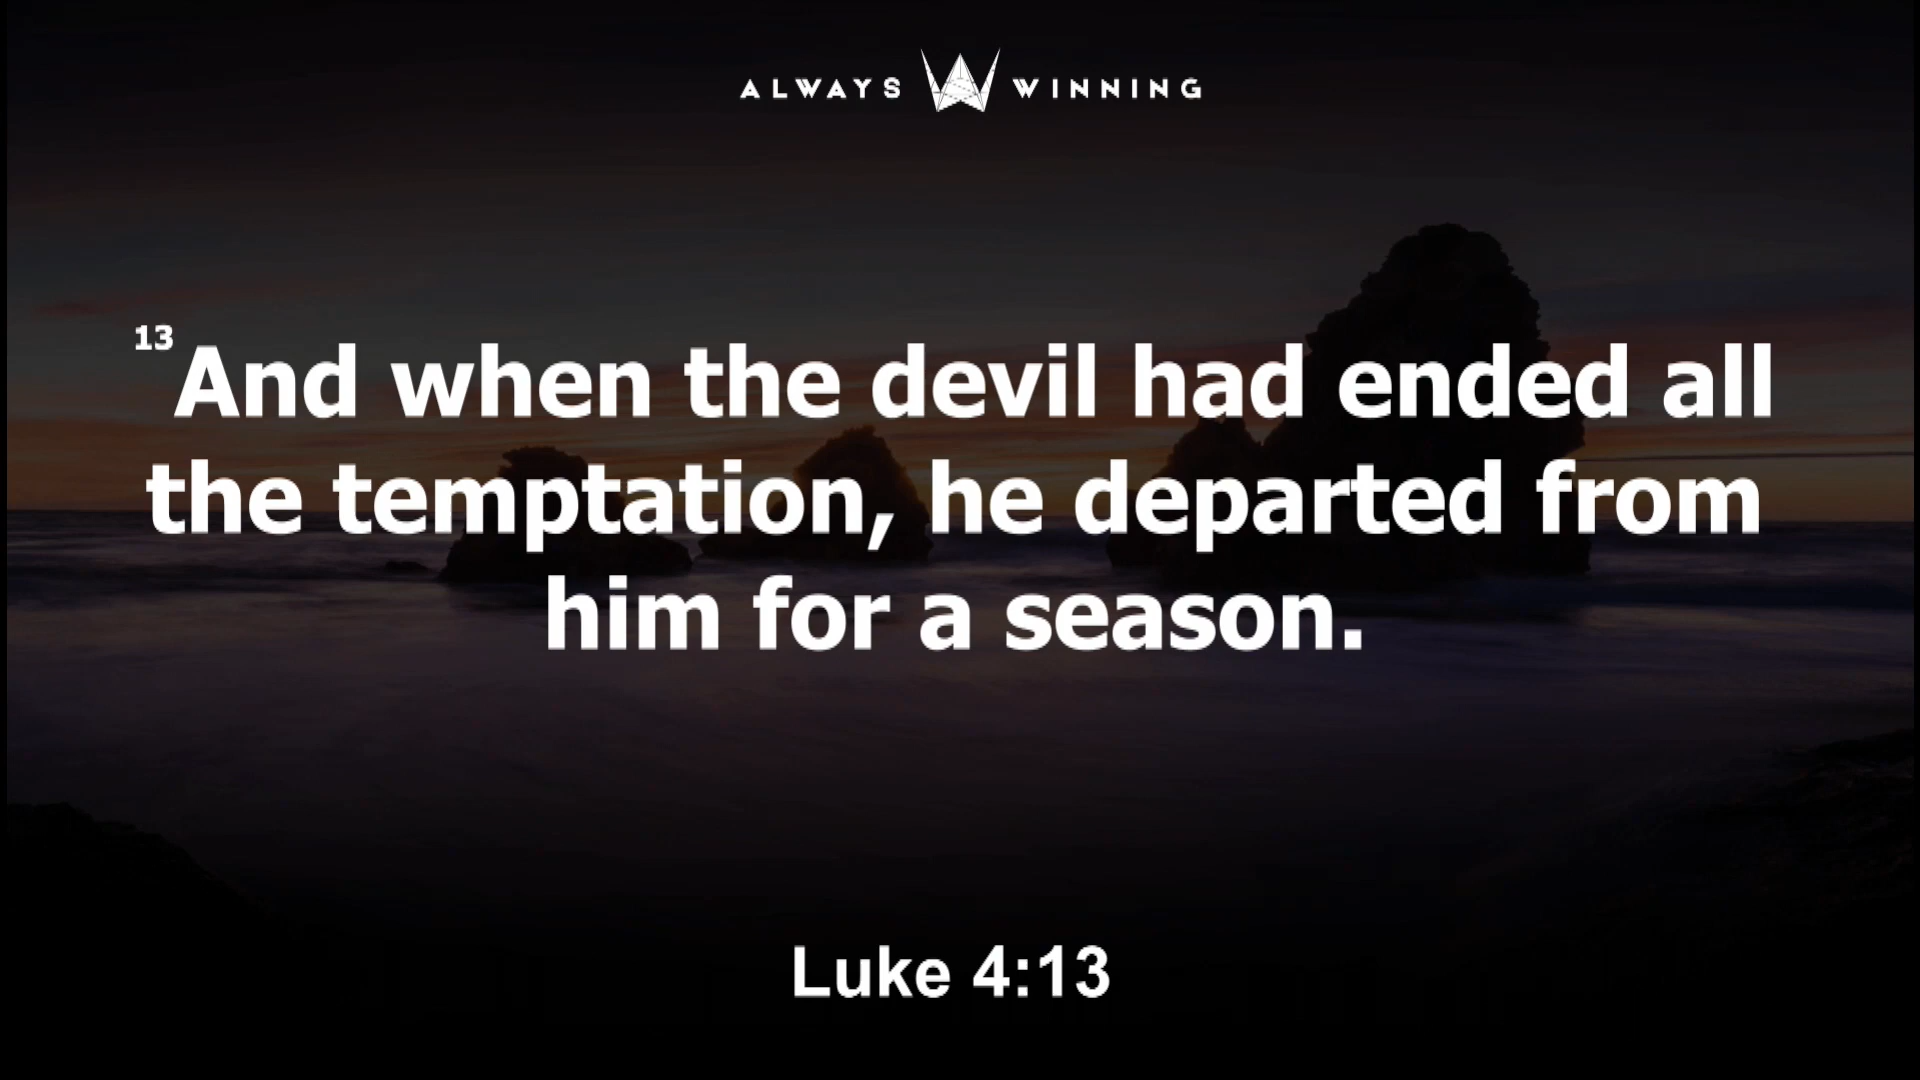 ALWAYS WINNING
13 And when the devil had ended all
the temptation, he departed from
him for a season.
Luke 4:13